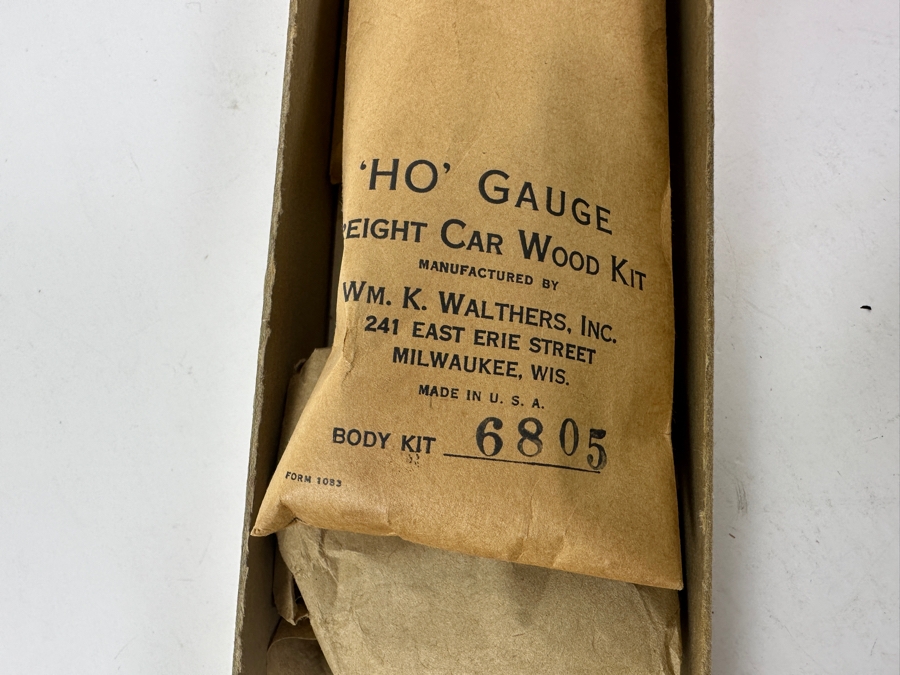 'HO' GAUGE
REIGHT CAR WOOD KIT
MANUFACTURED BY
WM. K. WALTHERS, INC.
241 EAST ERIE STREET
MILWAUKEE, WIS.
MADE IN U. S. A.
BODY KIT 6805
FORM 1083